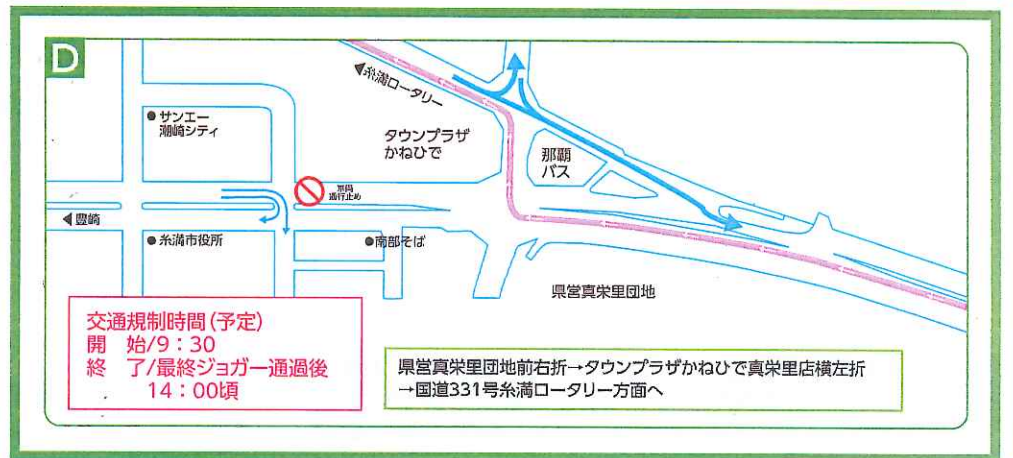 D
◀糸満ロータリー
●サンエー
潮崎シティ
タウンプラザ
かねひで
那覇
バス
車両
通行止め
◀豊崎
●糸満市役所
●南部そば
県営真栄里団地
交通規制時間(予定)
開　始/9：30
終　了/最終ジョガー通過後
14：00頃
県営真栄里団地前右折→タウンプラザかねひで真栄里店横左折
→国道331号糸満ロータリー方面へ